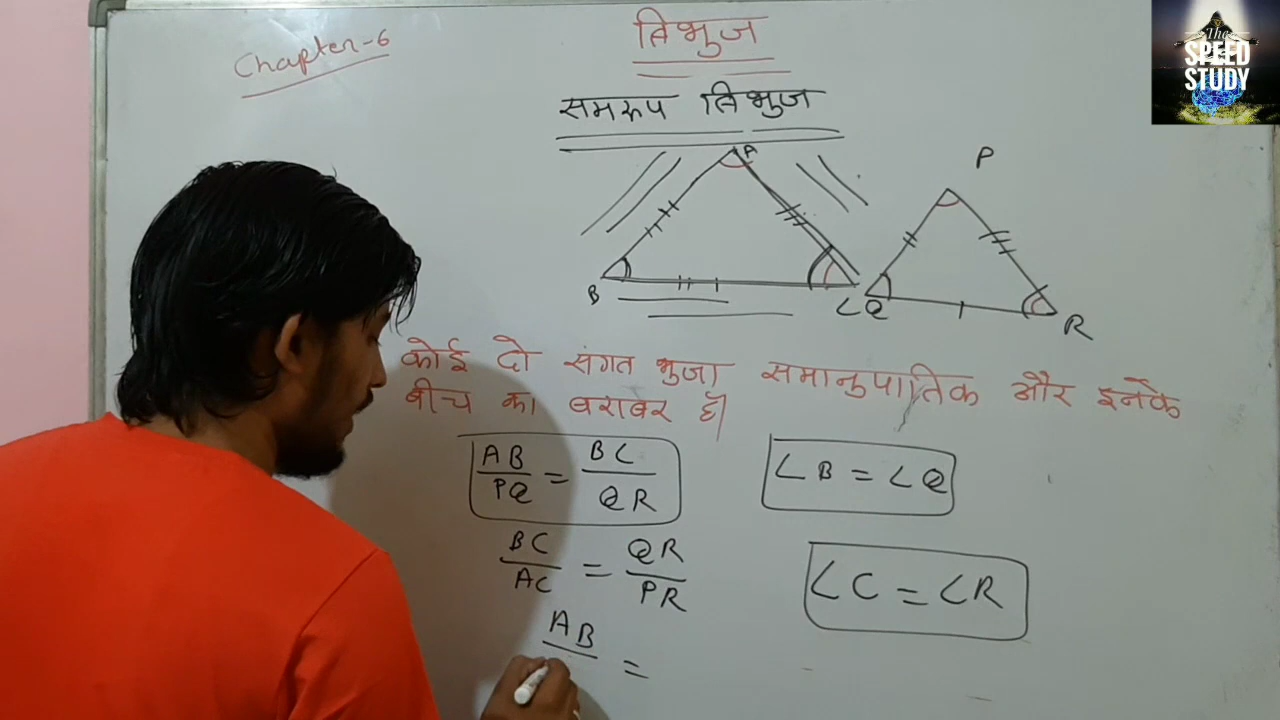 Chapter-6
तिभुज
समरूप तिभुज
A
B
C
P
Q
R
कोई दो संगत भुजा समानुपातिक और इनके
बीच का बराबर हो
AB/PQ = BC/QR
∠B = ∠Q
BC/AC = QR/PR
∠C = ∠R
AB =
The
SPEED
STUDY